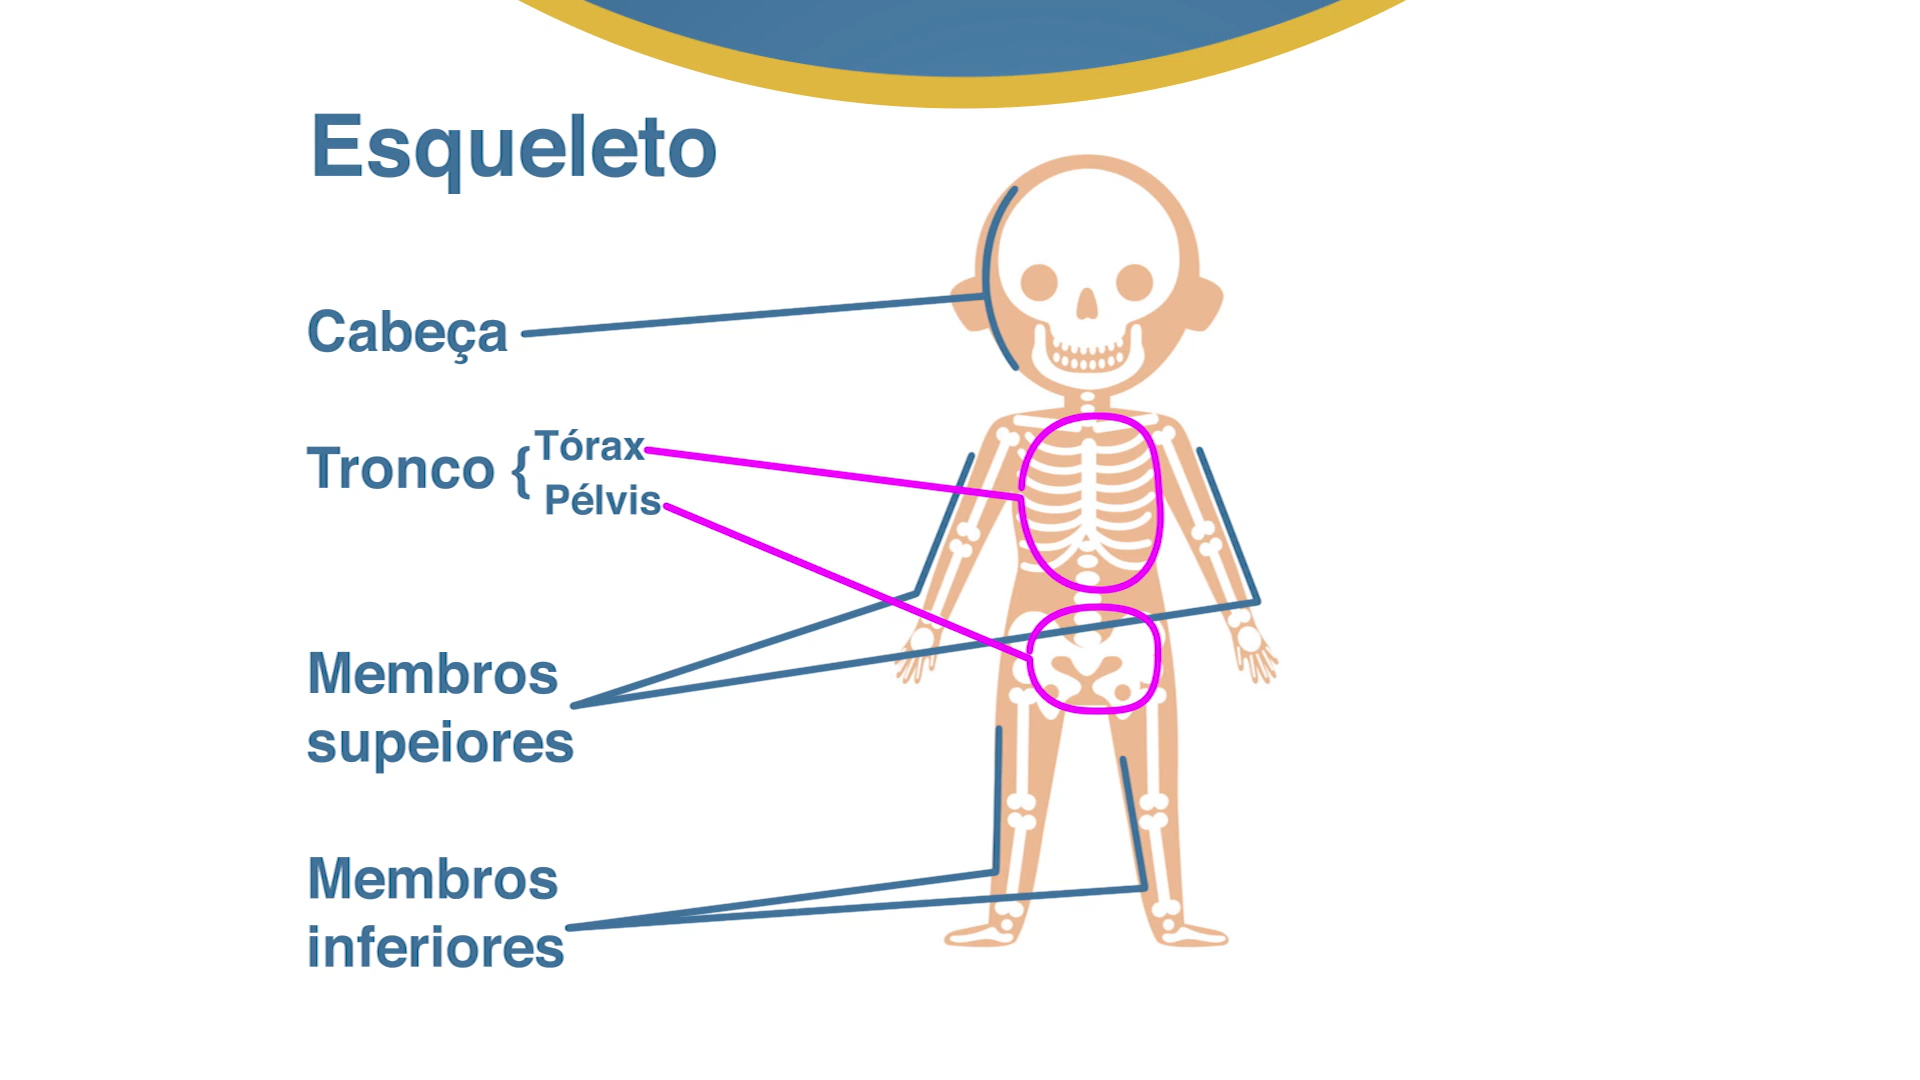 Esqueleto
Cabeça
Tronco { Tórax
Pélvis
Membros
supeiores
Membros
inferiores